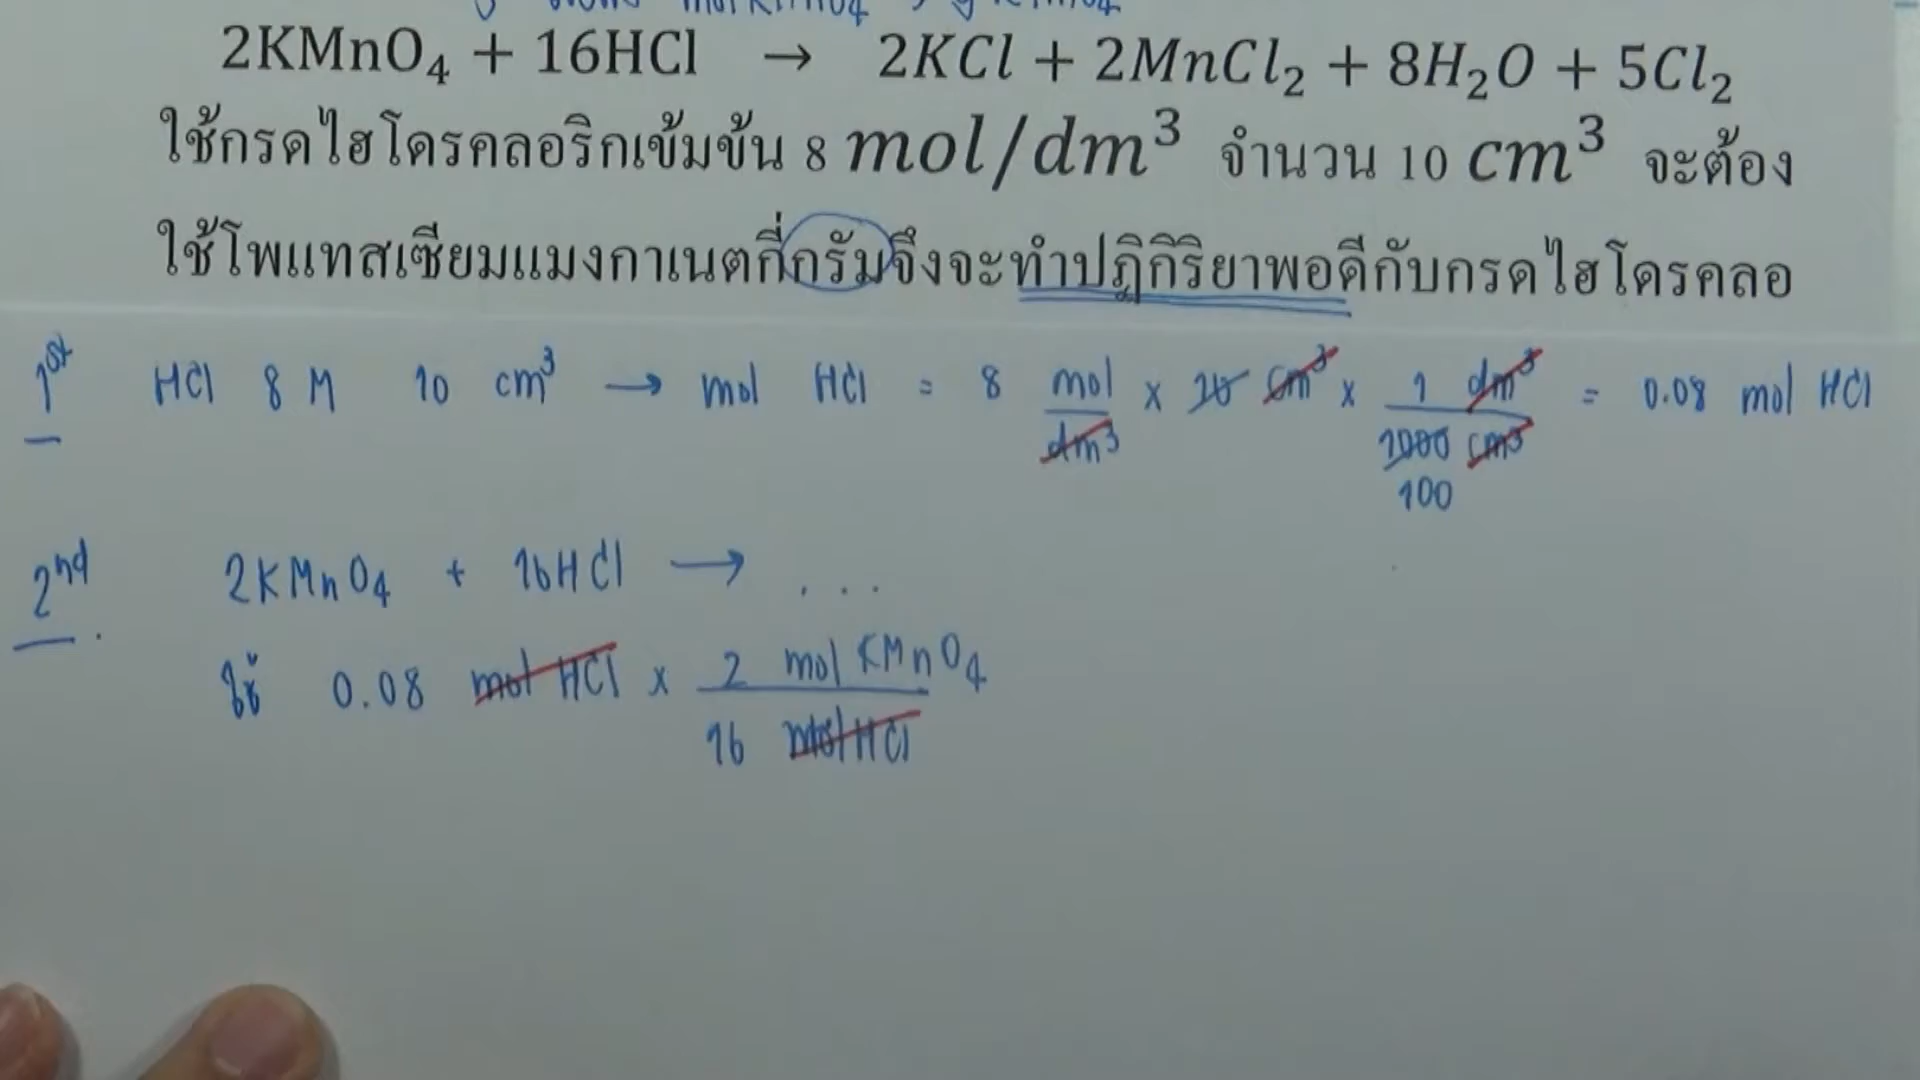 2KMnO₄ + 16HCl → 2KCl + 2MnCl₂ + 8H₂O + 5Cl₂
ใช้กรดไฮโดรคลอริกเข้มข้น 8 mol/dm³ จำนวน 10 cm³ จะต้อง
ใช้โพแทสเซียมแมงกาเนตกี่กรัมจึงจะทำปฏิกิริยาพอดีกับกรดไฮโดรคลอ
1st HCl 8 M 10 cm³ → mol HCl = 8 mol/dm³ x 10 cm³ x 1 dm³/1000 cm³ = 0.08 mol HCl
100
2nd 2KMnO₄ + 16HCl → ...
ใช้ 0.08 mol HCl x 2 mol KMnO₄/16 mol HCl